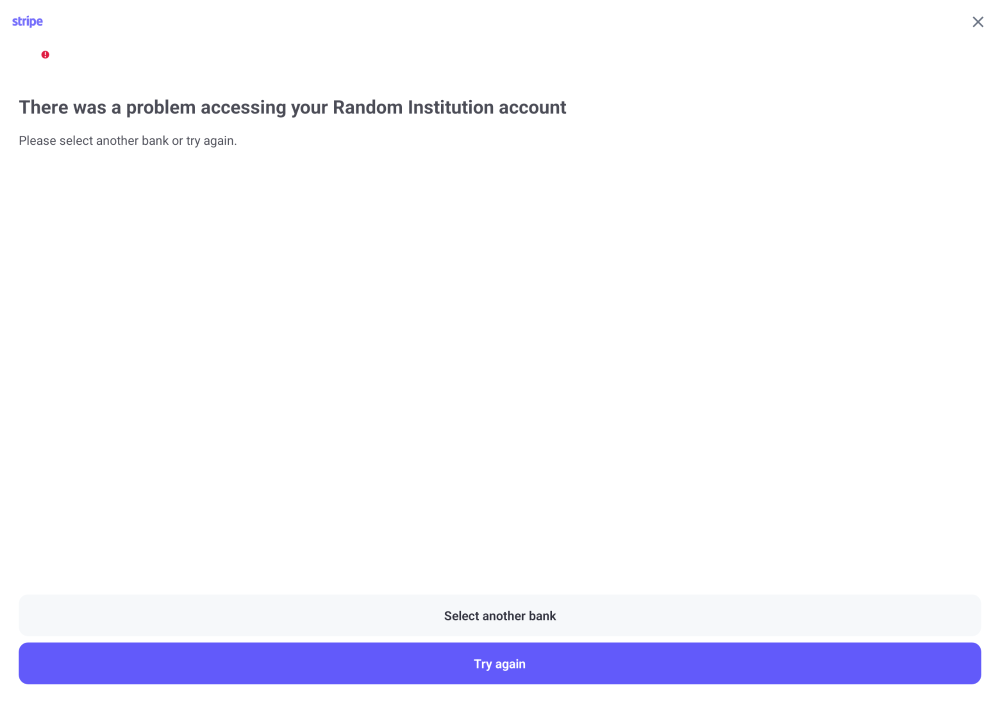 stripe
There was a problem accessing your Random Institution account
Please select another bank or try again.
Select another bank
Try again